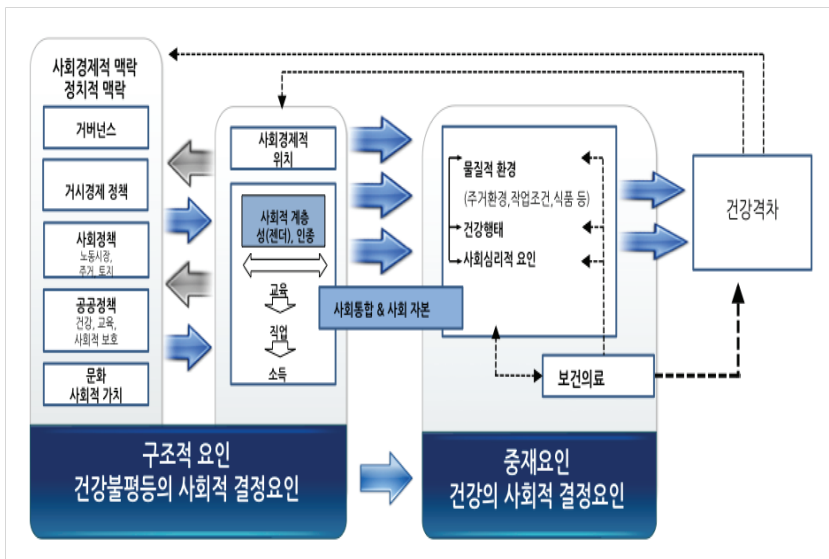 사회경제적 맥락
정치적 맥락
거버넌스
거시경제 정책
사회정책
노동시장,
주거, 토지
공공정책
건강, 교육,
사회적 보호
문화
사회적 가치
사회경제적
위치
사회적 계층
성(젠더), 인종
교육
직업
소득
사회통합 & 사회 자본
물질적 환경
(주거환경,작업조건,식품 등)
건강행태
사회심리적 요인
보건의료
건강격차
구조적 요인
건강불평등의 사회적 결정요인
중재요인
건강의 사회적 결정요인